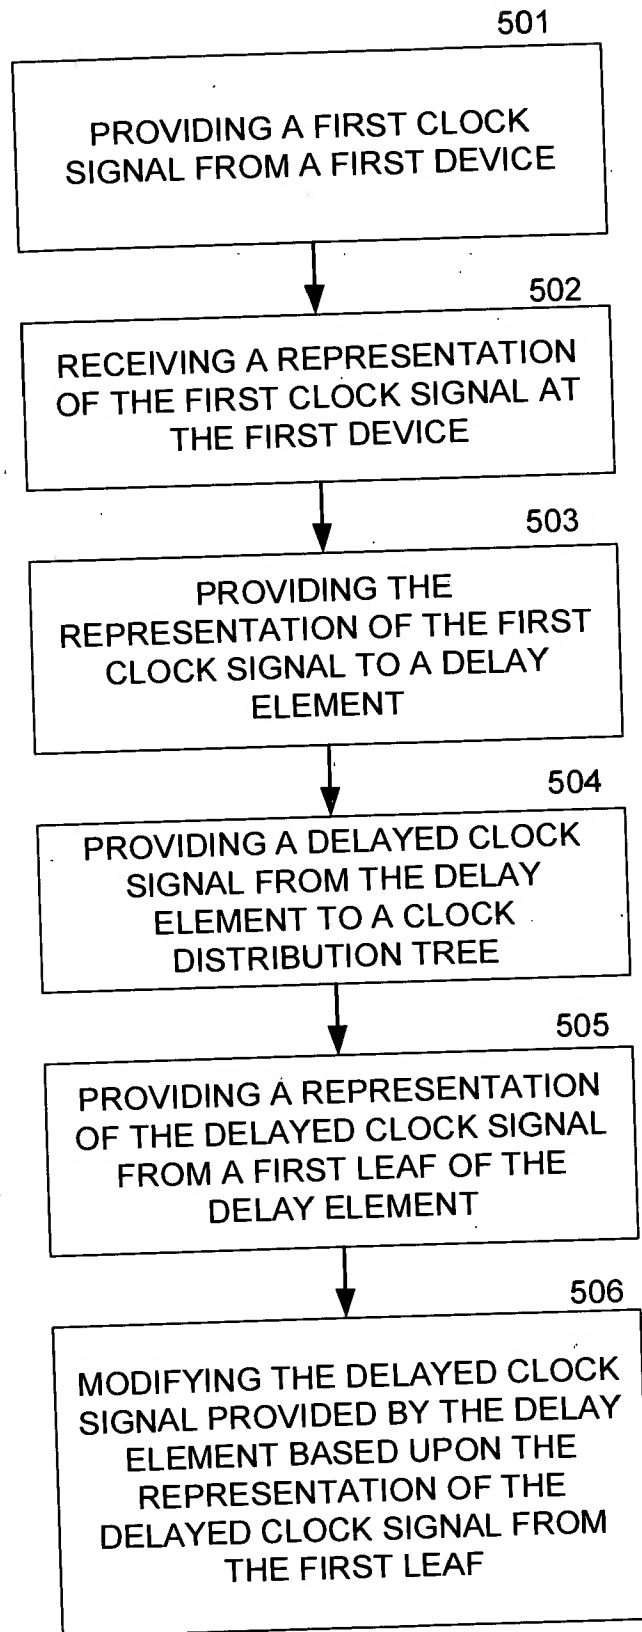 501
PROVIDING A FIRST CLOCK
SIGNAL FROM A FIRST DEVICE
502
RECEIVING A REPRESENTATION
OF THE FIRST CLOCK SIGNAL AT
THE FIRST DEVICE
503
PROVIDING THE
REPRESENTATION OF THE FIRST
CLOCK SIGNAL TO A DELAY
ELEMENT
504
PROVIDING A DELAYED CLOCK
SIGNAL FROM THE DELAY
ELEMENT TO A CLOCK
DISTRIBUTION TREE
505
PROVIDING A REPRESENTATION
OF THE DELAYED CLOCK SIGNAL
FROM A FIRST LEAF OF THE
DELAY ELEMENT
506
MODIFYING THE DELAYED CLOCK
SIGNAL PROVIDED BY THE DELAY
ELEMENT BASED UPON THE
REPRESENTATION OF THE
DELAYED CLOCK SIGNAL FROM
THE FIRST LEAF